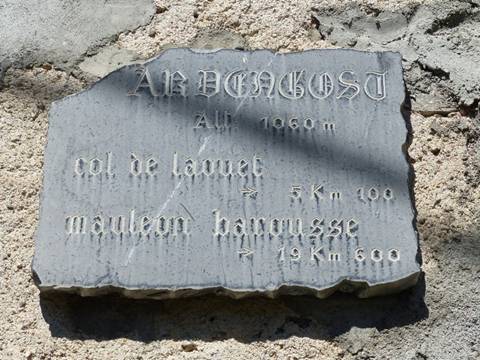 ARDENGOST
Alt. 1060 m
col de laouet
→ 5 Km 100
mauleon barousse
→ 19 Km 600